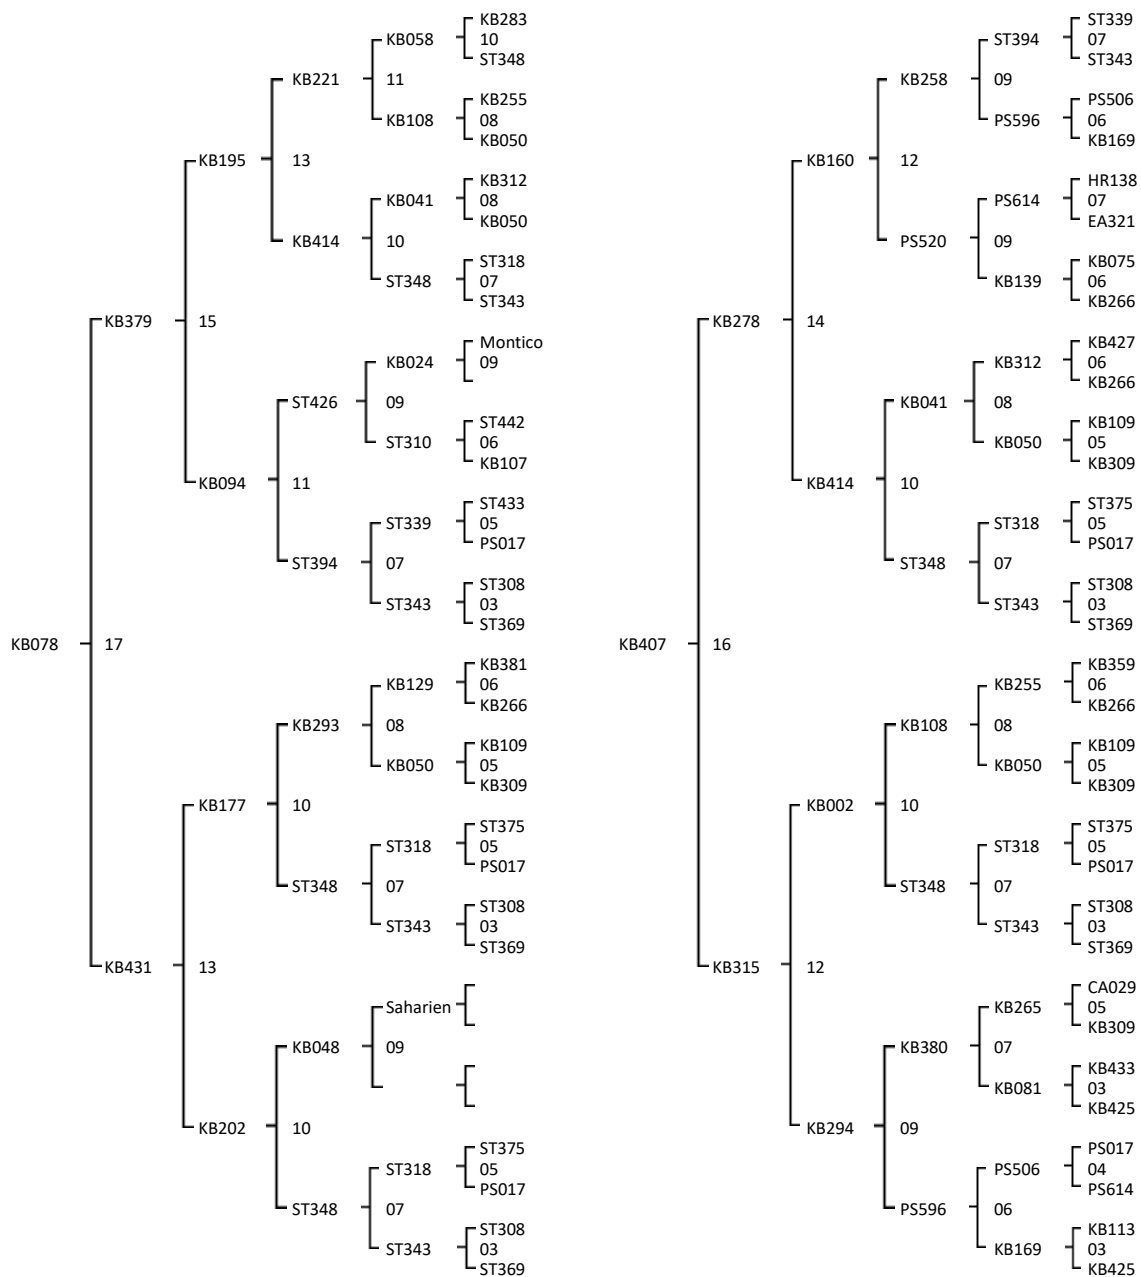 KB283 ST339
KB058 10 ST394 07
ST348 ST343
KB221 11 KB258 09
KB255 PS506
KB108 08 PS596 06
KB050 KB169
KB195 13 KB160 12
KB312 HR138
KB041 08 PS614 07
KB050 EA321
KB414 10 PS520 09
ST318 KB075
ST348 07 KB139 06
ST343 KB266
KB379 15 KB278 14
Montico KB427
KB024 09 KB312 06
KB266
ST426 09 KB041 08
ST442 KB109
ST310 06 KB050 05
KB107 KB309
KB094 11 KB414 10
ST433 ST375
ST339 05 ST318 05
PS017 PS017
ST394 07 ST348 07
ST308 ST308
ST343 03 ST343 03
ST369 ST369
KB078 17 KB407 16
KB381 KB359
KB129 06 KB255 06
KB266 KB266
KB293 08 KB108 08
KB109 KB109
KB050 05 KB050 05
KB309 KB309
KB177 10 KB002 10
ST375 ST375
ST318 05 ST318 05
PS017 PS017
ST348 07 ST348 07
ST308 ST308
ST343 03 ST343 03
ST369 ST369
KB431 13 KB315 12
CA029
Saharien KB265 05
KB309
KB048 09 KB380 07
KB433
KB081 03
KB425
KB202 10 KB294 09
ST375 PS017
ST318 05 PS506 04
PS017 PS614
ST348 07 PS596 06
ST308 KB113
ST343 03 KB169 03
ST369 KB425